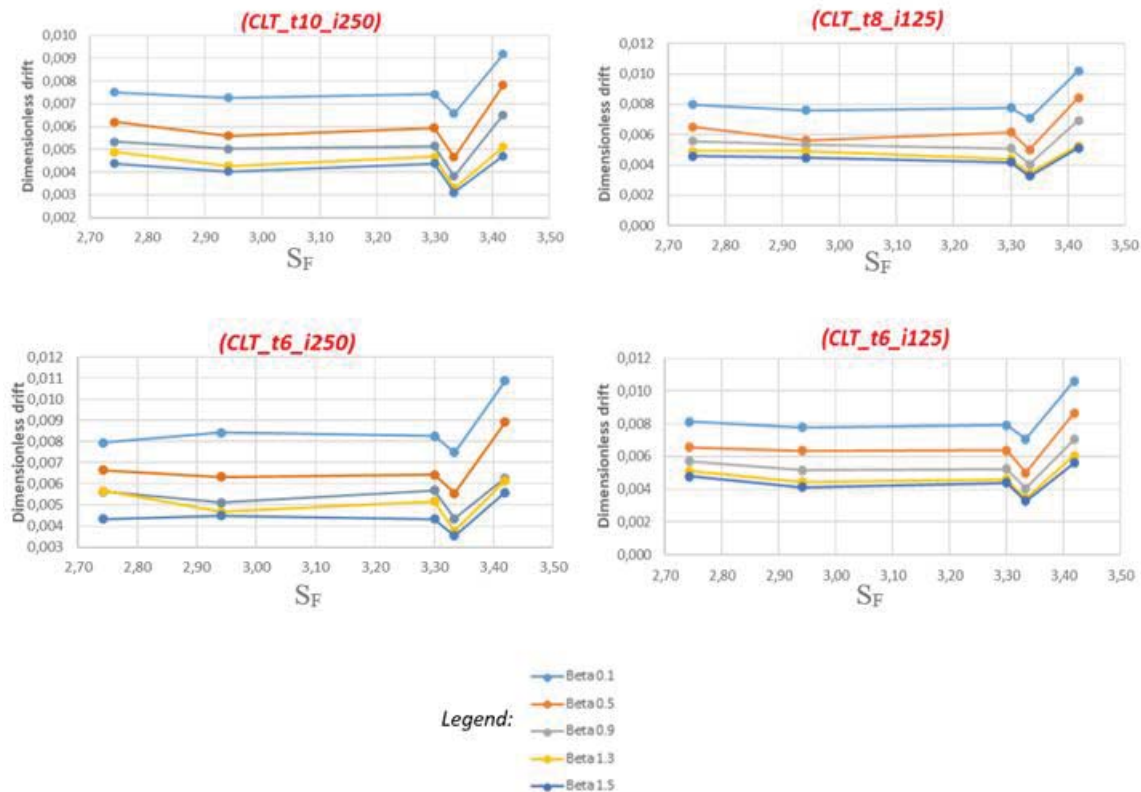 (CLT_t10_i250)
0,010
0,009
0,008
0,007
0,006
0,005
0,004
0,003
0,002
Dimensionless drift
2,70 2,80 2,90 3,00 3,10 3,20 3,30 3,40 3,50
SF
(CLT_t8_i125)
0,012
0,010
0,008
0,006
0,004
0,002
0,000
Dimensionless drift
2,70 2,80 2,90 3,00 3,10 3,20 3,30 3,40 3,50
SF
(CLT_t6_i250)
0,012
0,011
0,010
0,009
0,008
0,007
0,006
0,005
0,004
0,003
Dimensionless drift
2,70 2,80 2,90 3,00 3,10 3,20 3,30 3,40 3,50
SF
(CLT_t6_i125)
0,012
0,010
0,008
0,006
0,004
0,002
0,000
Dimensionless drift
2,70 2,80 2,90 3,00 3,10 3,20 3,30 3,40 3,50
SF
Legend:
Beta 0.1
Beta 0.5
Beta 0.9
Beta 1.3
Beta 1.5